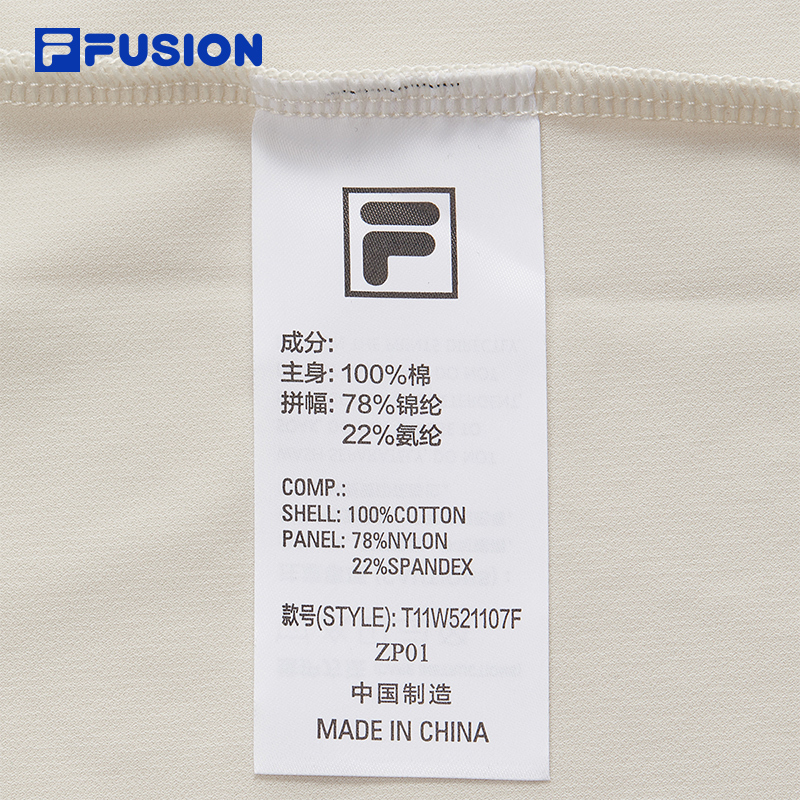 FUSION
F
成分:
主身: 100%棉
拼幅: 78%锦纶
22%氨纶
COMP.:
SHELL: 100%COTTON
PANEL: 78%NYLON
22%SPANDEX
款号(STYLE): T11W521107F
ZP01
中国制造
MADE IN CHINA